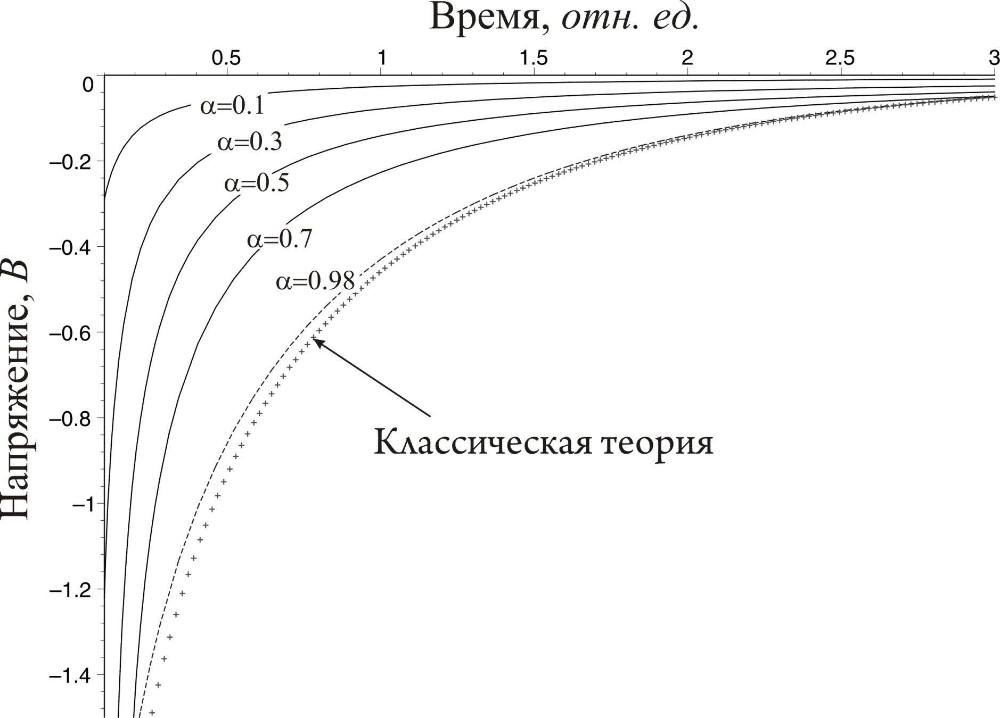 Время, отн. ед.
0.5 1 1.5 2 2.5 3
0
α=0.1
α=0.3
−0.2
α=0.5
−0.4
α=0.7
α=0.98
−0.6
−0.8
Классическая теория
−1
−1.2
−1.4
Напряжение, В